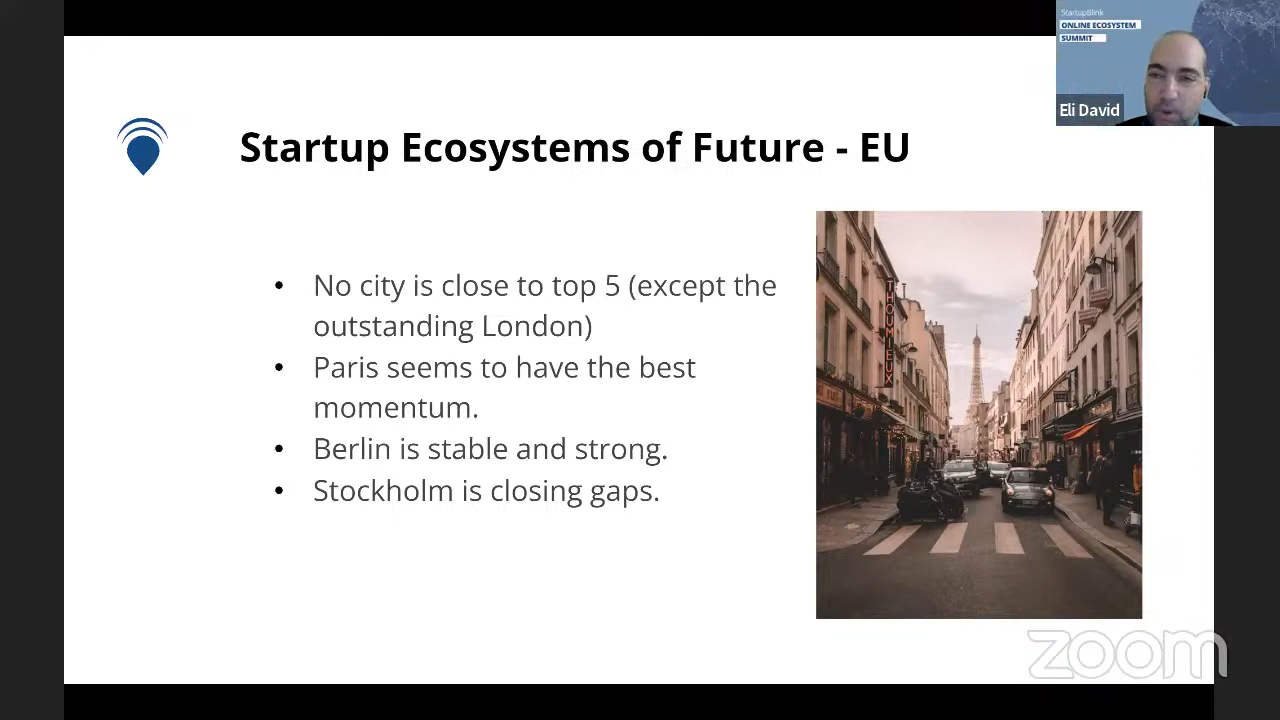 StartupBlink
ONLINE ECOSYSTEM
SUMMIT
Eli David
Startup Ecosystems of Future - EU
• No city is close to top 5 (except the
outstanding London)
• Paris seems to have the best
momentum.
• Berlin is stable and strong.
• Stockholm is closing gaps.
THOUMIEUX
zoom